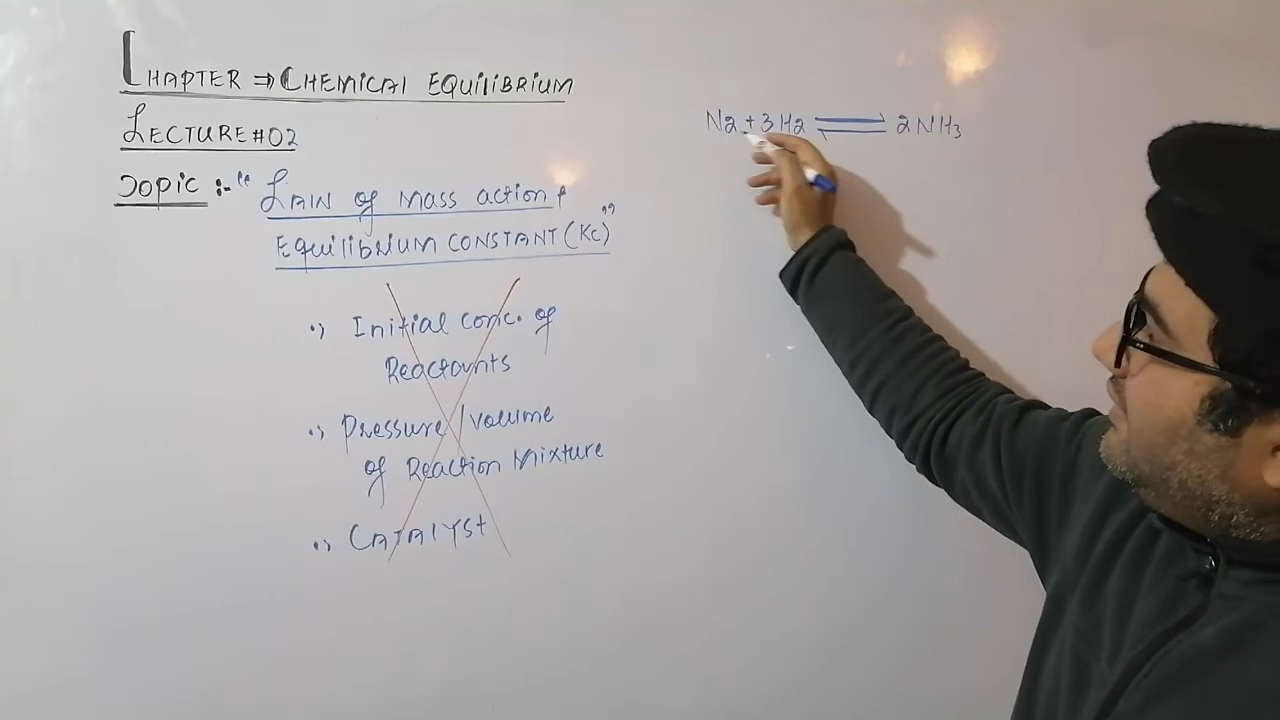 CHAPTER ⇒ CHEMICAL EQUILIBRIUM
LECTURE#02
TOPIC :- "LAW OF MASS ACTION &
EQUILIBRIUM CONSTANT (Kc)"
•) Initial conc. of
Reactants
•) Pressure/volume
of Reaction Mixture
•) CATALYST
N2 + 3H2 ⇌ 2NH3